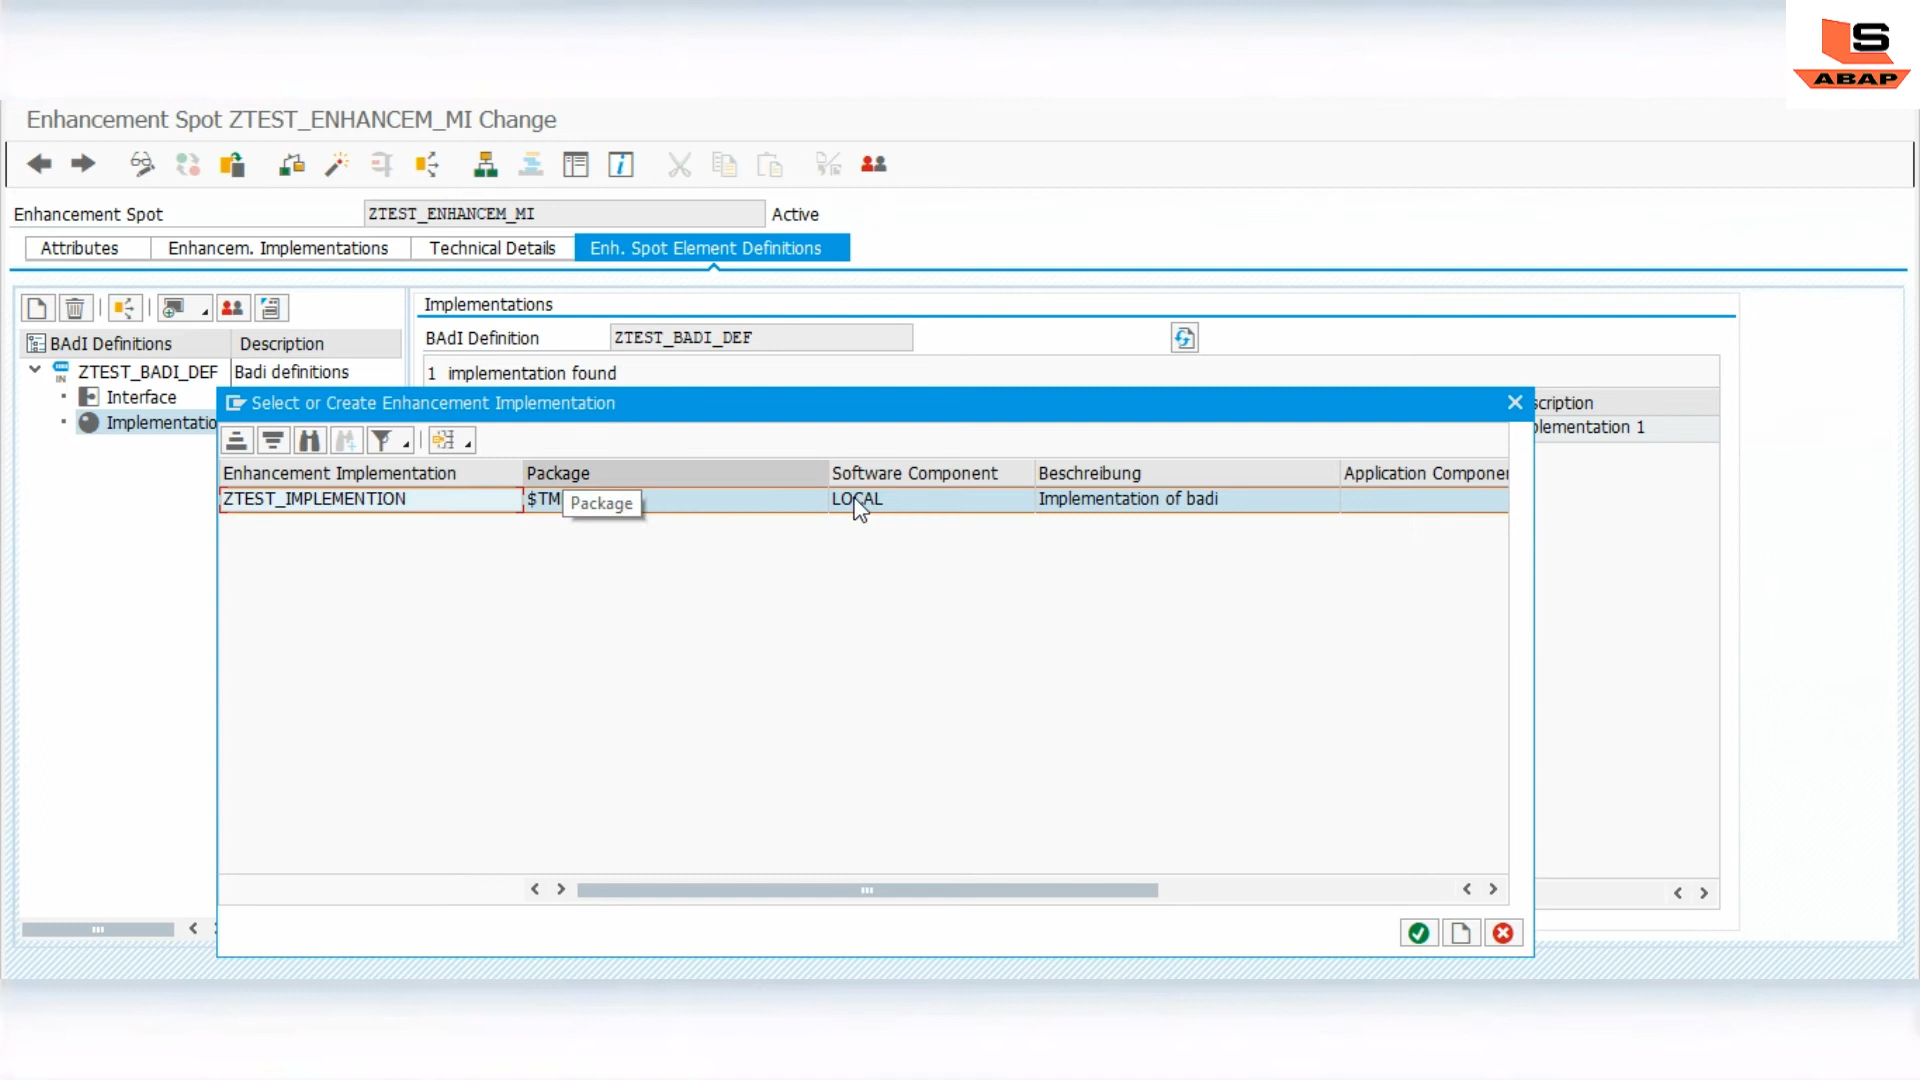 S
ABAP
Enhancement Spot ZTEST_ENHANCEM_MI Change
Enhancement Spot ZTEST_ENHANCEM_MI Active
Attributes Enhancem. Implementations Technical Details Enh. Spot Element Definitions
Implementations
BAdI Definition ZTEST_BADI_DEF
BAdI Definitions Description
ZTEST_BADI_DEF Badi definitions
1 implementation found
Interface
Implementatio
Select or Create Enhancement Implementation
scription
plementation 1
Enhancement Implementation Package Software Component Beschreibung Application Componen
ZTEST_IMPLEMENTION $TM LOCAL Implementation of badi
Package